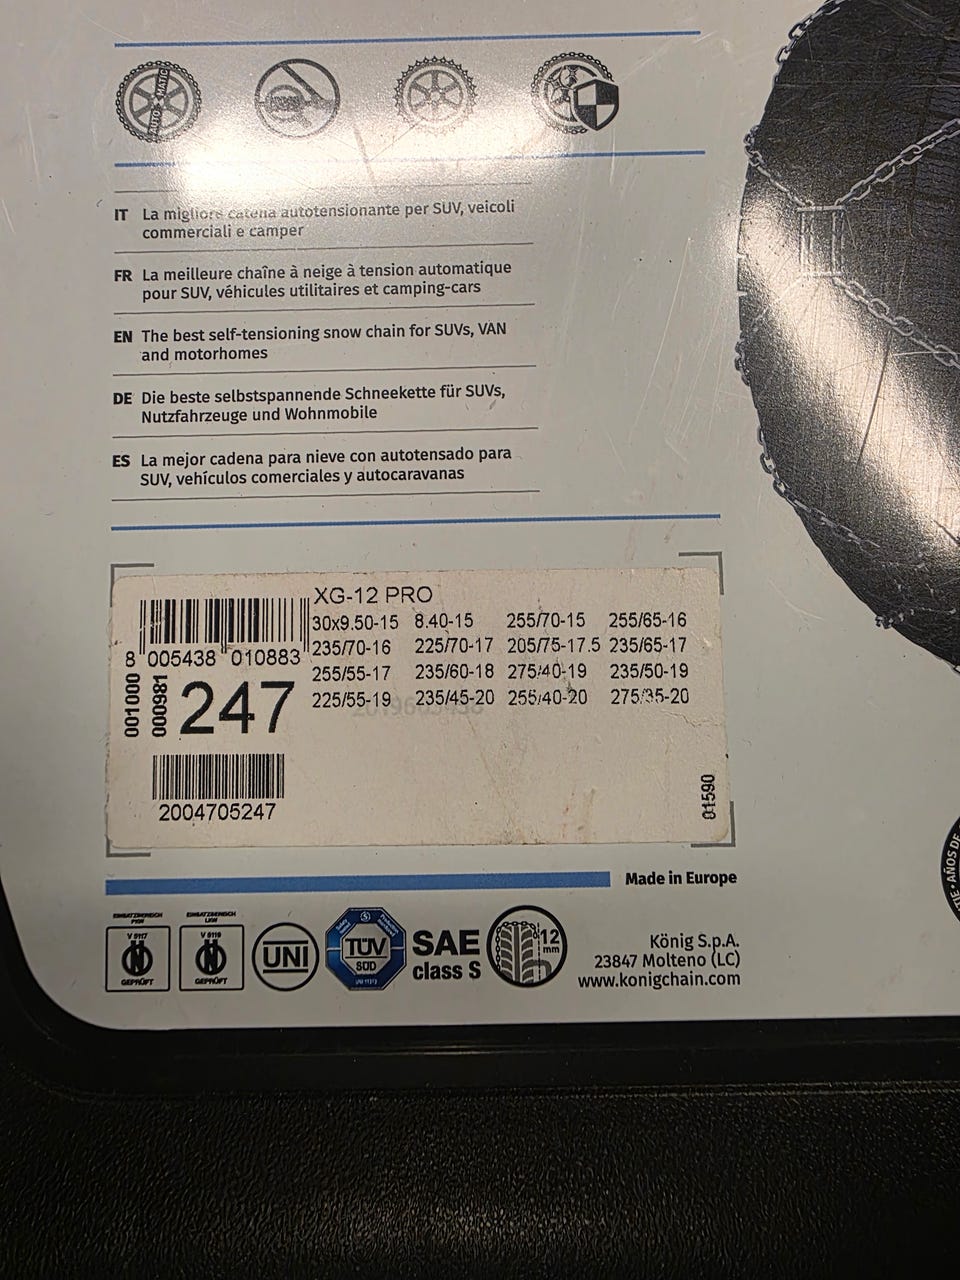 AUTO MATIC
IT La migliore catena autotensionante per SUV, veicoli
commerciali e camper
FR La meilleure chaîne à neige à tension automatique
pour SUV, véhicules utilitaires et camping-cars
EN The best self-tensioning snow chain for SUVs, VAN
and motorhomes
DE Die beste selbstspannende Schneekette für SUVs,
Nutzfahrzeuge und Wohnmobile
ES La mejor cadena para nieve con autotensado para
SUV, vehículos comerciales y autocaravanas
XG-12 PRO
30x9.50-15 8.40-15 255/70-15 255/65-16
235/70-16 225/70-17 205/75-17.5 235/65-17
255/55-17 235/60-18 275/40-19 235/50-19
225/55-19 235/45-20 255/40-20 275/35-20
8 005438 010883
001000
000981
247
2004705247
01590
Made in Europe
V 5117
GEPRÜFT
V 5119
GEPRÜFT
UNI
TÜV
SÜD
SAE
class S
12
mm
König S.p.A.
23847 Molteno (LC)
www.konigchain.com
AÑOS DE